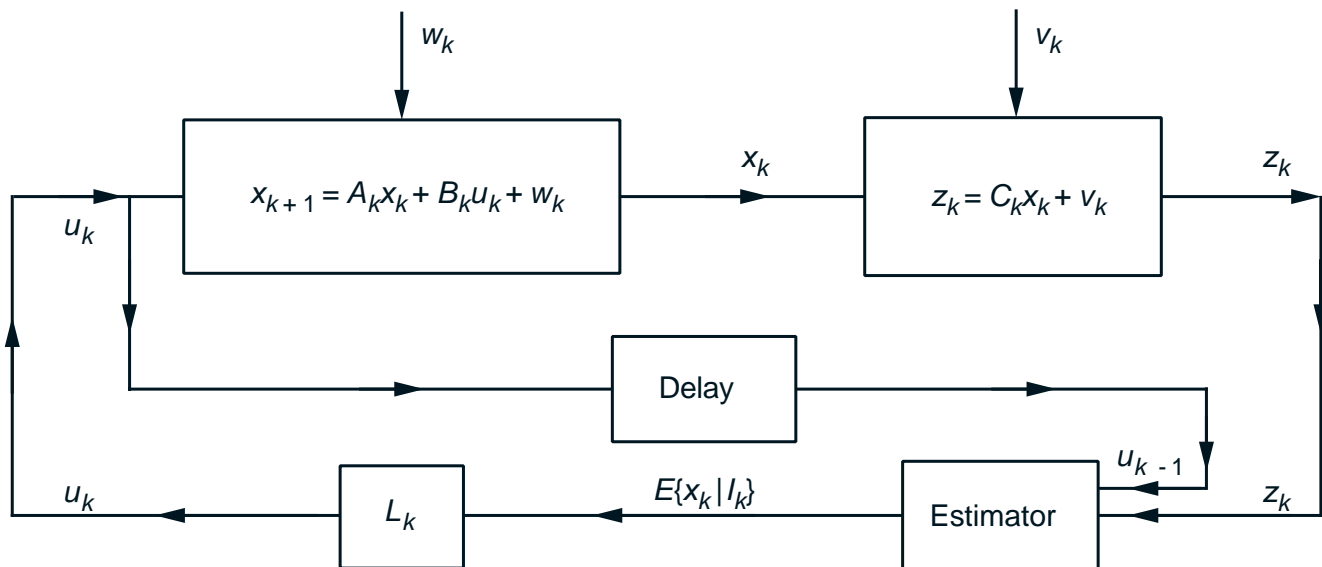 w_k
v_k
x_{k+1} = A_k x_k + B_k u_k + w_k
x_k
z_k = C_k x_k + v_k
z_k
u_k
Delay
u_{k-1}
u_k
L_k
E{x_k | I_k}
Estimator
z_k